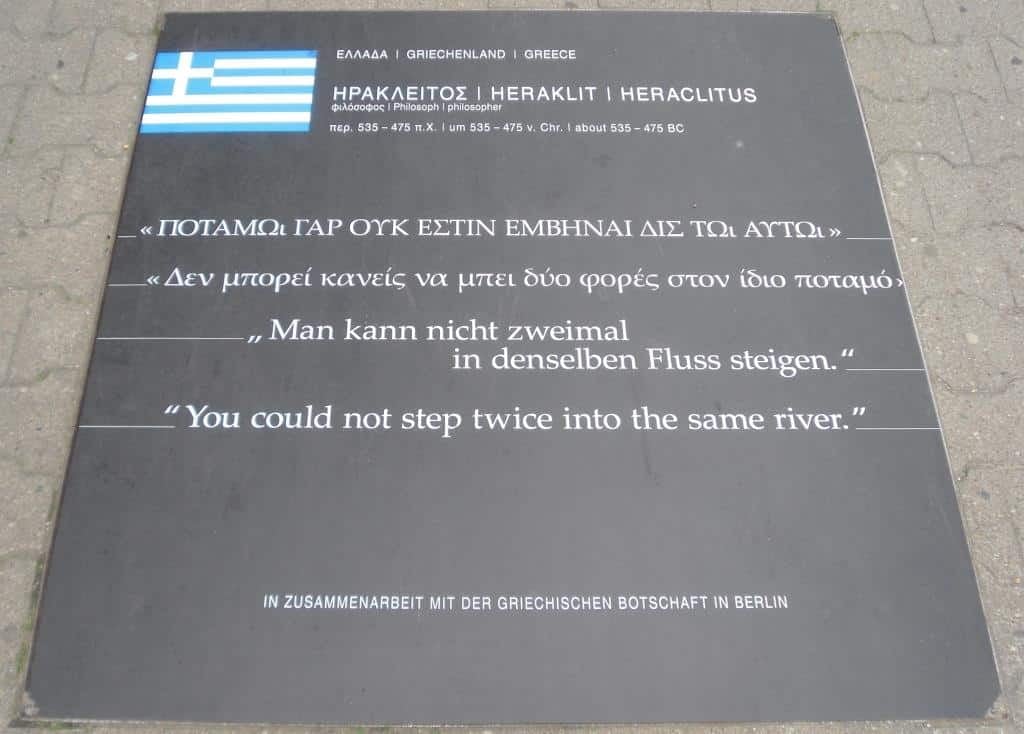 ΕΛΛΑΔΑ | GRIECHENLAND | GREECE
ΗΡΑΚΛΕΙΤΟΣ | HERAKLIT | HERACLITUS
φιλόσοφος | Philosoph | philosopher
περ. 535 – 475 π.Χ. | um 535 – 475 v. Chr. | about 535 – 475 BC
« ΠΟΤΑΜΩι ΓΑΡ ΟΥΚ ΕΣΤΙΝ ΕΜΒΗΝΑΙ ΔΙΣ ΤΩι ΑΥΤΩι »
« Δεν μπορεί κανείς να μπει δύο φορές στον ίδιο ποταμό ›
„ Man kann nicht zweimal
in denselben Fluss steigen.“
“ You could not step twice into the same river.”
IN ZUSAMMENARBEIT MIT DER GRIECHISCHEN BOTSCHAFT IN BERLIN